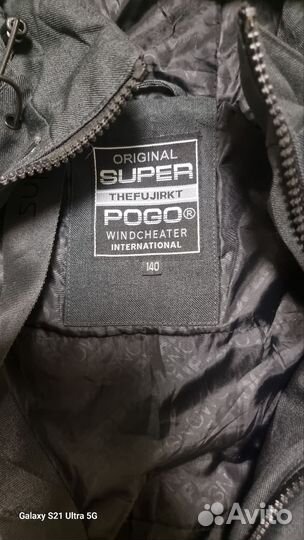 ORIGINAL
SUPER
THEFUJIRKT
POGO®
WINDCHEATER
INTERNATIONAL
140
Galaxy S21 Ultra 5G
Avito